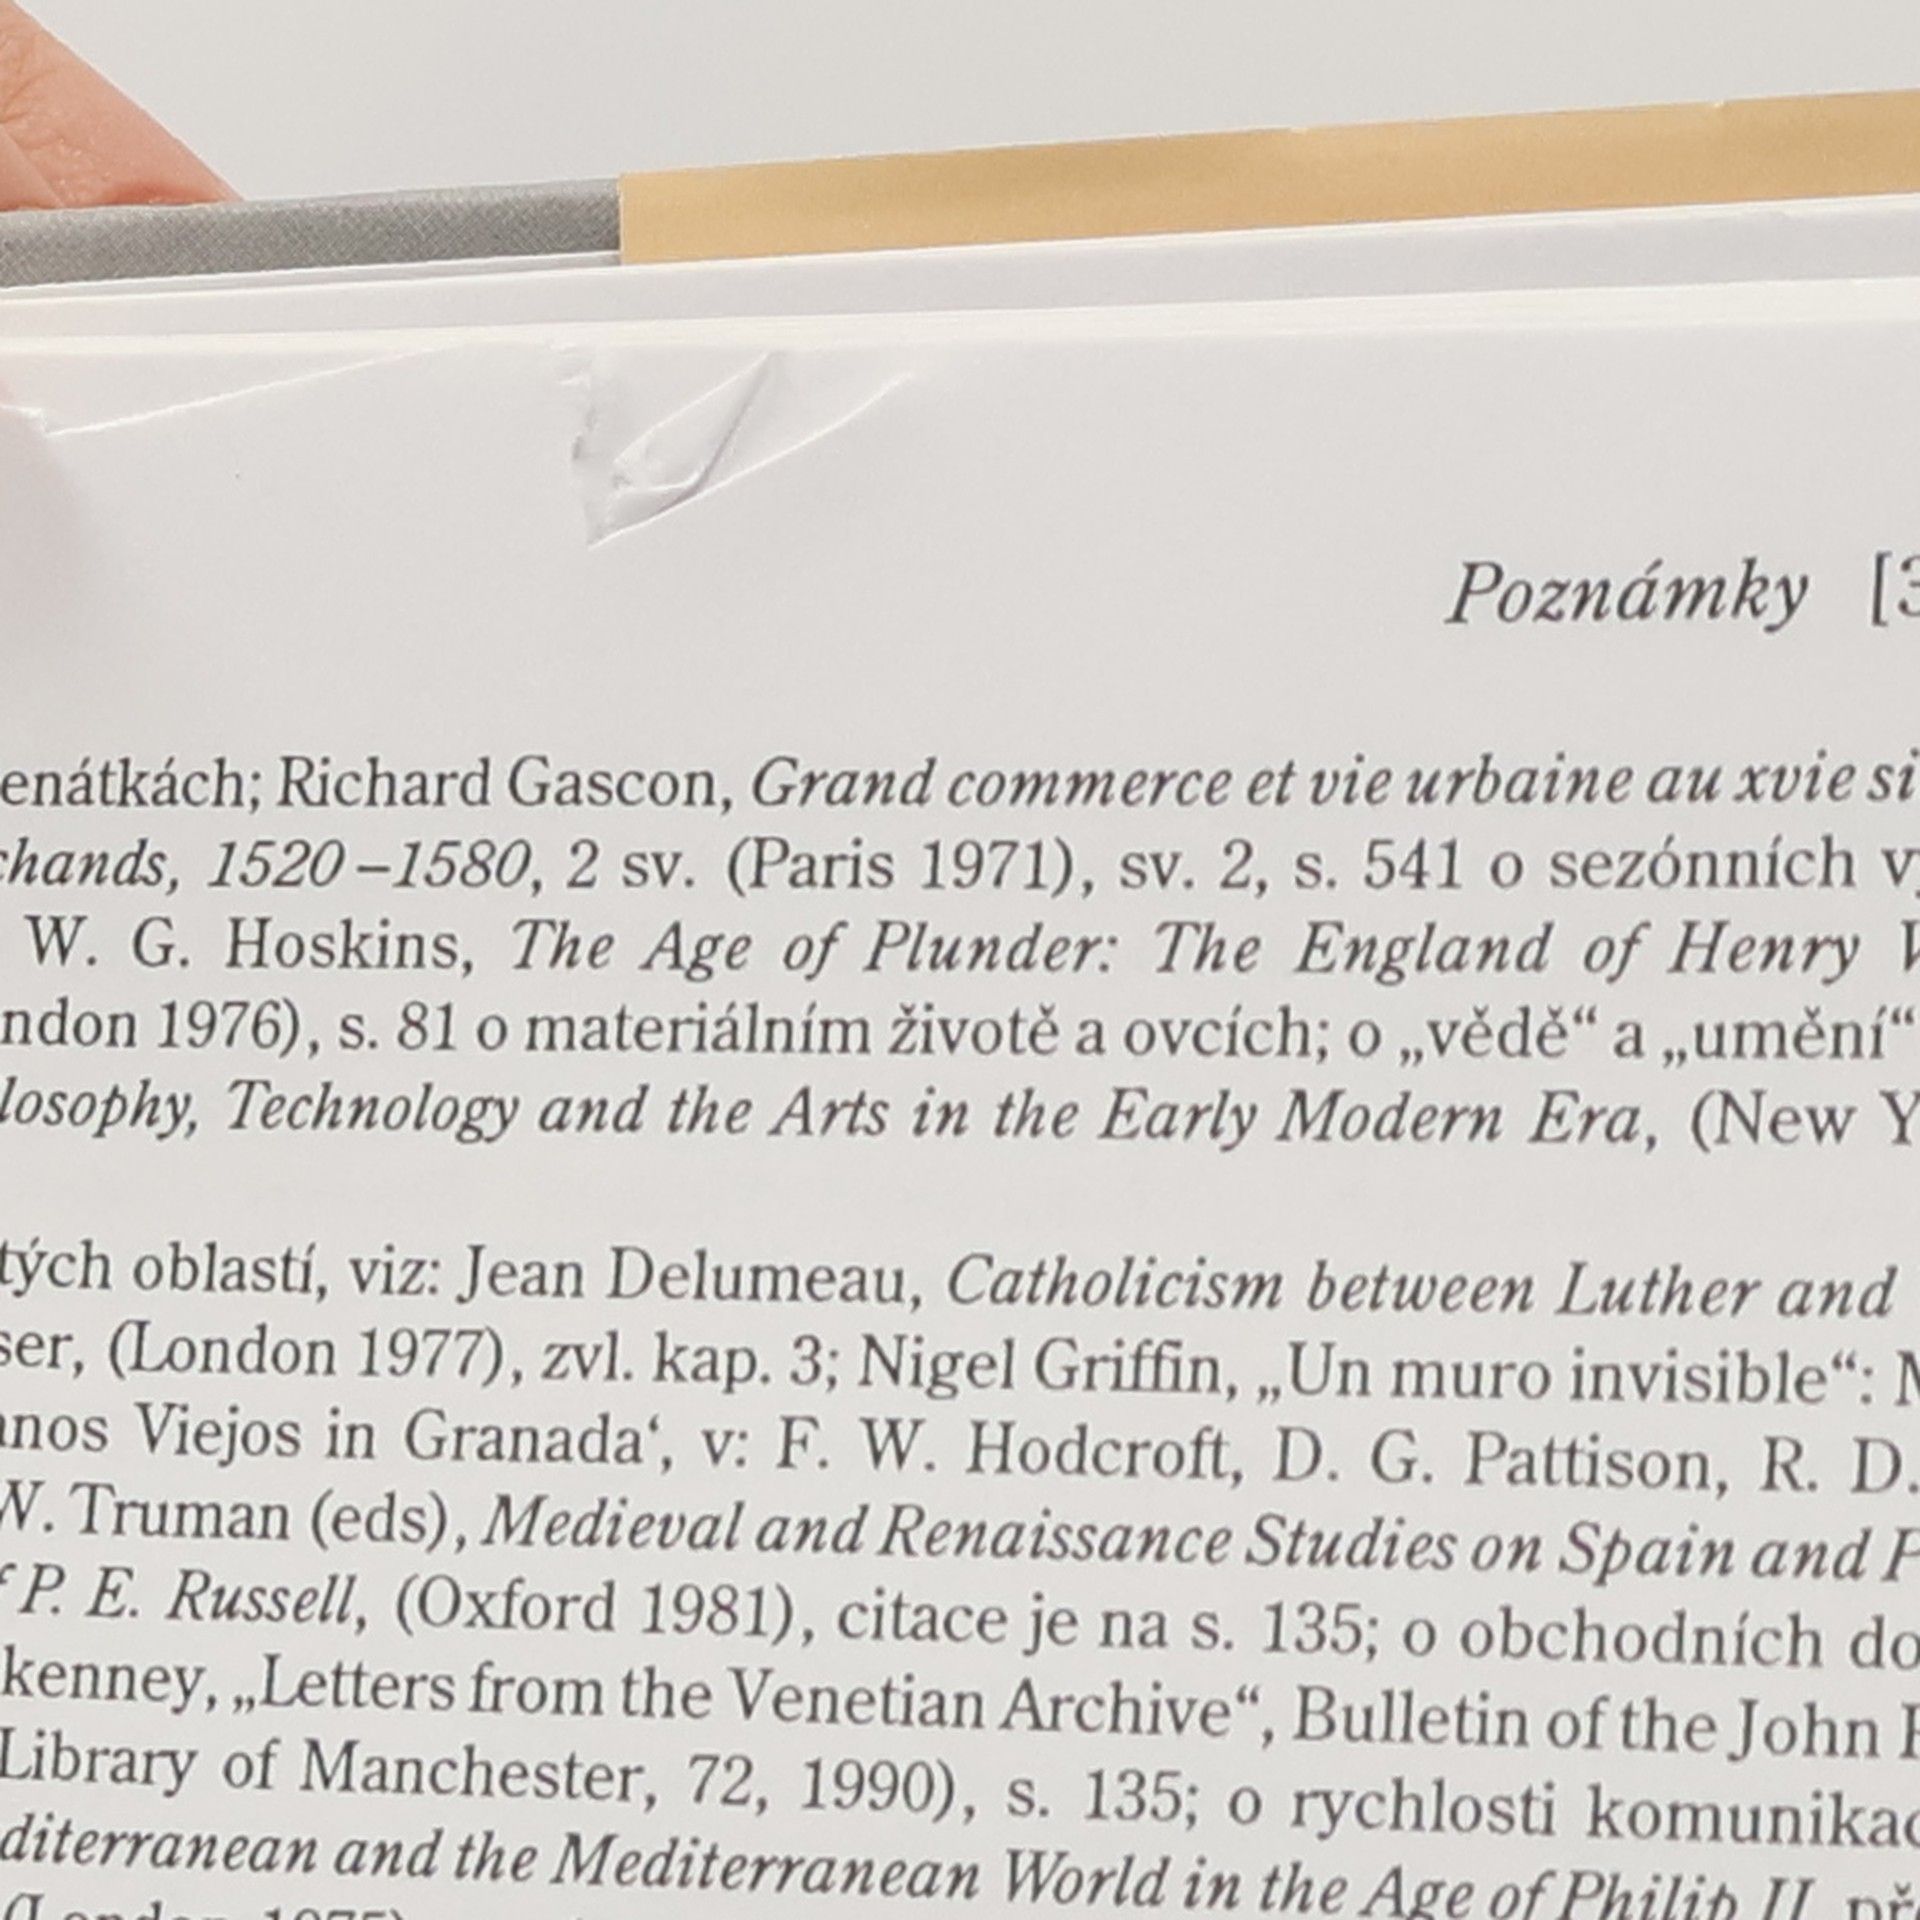 Poznámky [3
enátkách; Richard Gascon, Grand commerce et vie urbaine au xvie si
chands, 1520–1580, 2 sv. (Paris 1971), sv. 2, s. 541 o sezónních
W. G. Hoskins, The Age of Plunder: The England of Henry
ndon 1976), s. 81 o materiálním životě a ovcích; o „vědě“ a „umění“
losophy, Technology and the Arts in the Early Modern Era, (New Y
tých oblastí, viz: Jean Delumeau, Catholicism between Luther and
ser, (London 1977), zvl. kap. 3; Nigel Griffin, „Un muro invisible“: M
nos Viejos in Granada‘, v: F. W. Hodcroft, D. G. Pattison, R. D.
W. Truman (eds), Medieval and Renaissance Studies on Spain and P
f P. E. Russell, (Oxford 1981), citace je na s. 135; o obchodních do
kenney, „Letters from the Venetian Archive“, Bulletin of the John
Library of Manchester, 72, 1990), s. 135; o rychlosti komunikac
diterranean and the Mediterranean World in the Age of Philip II, př
(London 1975)